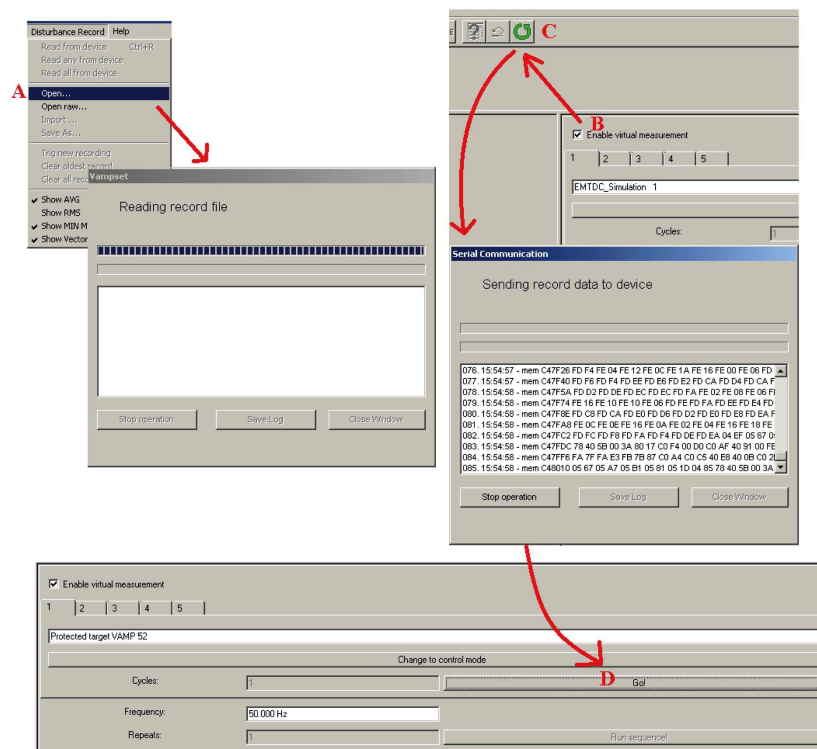 Disturbance Record Help
Read from device Ctrl+R
Read any from device
Read all from device
A
Open...
Open raw...
Import ...
Save As...
Trig new recording
Clear oldest record
Clear all
Show AVG
Show RMS
Show MIN M
Show Vector
Vampset
Reading record file
Stop operation Save Log Close Window
C
B
Enable virtual measurement
1 2 3 4 5
EMTDC_Simulation 1
Cycles: 1
Serial Communication
Sending record data to device
076. 15:54:57 - mem C47F26 FD F4 FE 04 FE 12 FE 0C FE 1A FE 16 FE 00 FE 06 FD
077. 15:54:57 - mem C47F40 FD F6 FD F4 FD EE FD E6 FD E2 FD CA FD D4 FD CA F
078. 15:54:58 - mem C47F5A FD D2 FD DE FD EC FD EC FD FA FE 02 FE 08 FE 06 F
079. 15:54:58 - mem C47F74 FE 16 FE 10 FE 10 FE 06 FD FE FD FA FD EE FD E4 FD
080. 15:54:58 - mem C47F8E FD C8 FD CA FD E0 FD D6 FD D2 FD E0 FD E8 FD EA F
081. 15:54:58 - mem C47FA8 FE 0C FE 0E FE 16 FE 0A FE 02 FE 04 FE 16 FE 18 FE
082. 15:54:58 - mem C47FC2 FD FC FD F8 FD FA FD F4 FD DE FD EA 04 EF 05 67 0
083. 15:54:58 - mem C47FDC 78 40 5B 00 3A 80 17 C0 F4 00 D0 C0 AF 40 91 00 FE
084. 15:54:58 - mem C47FF6 FA 7F FA E3 FB 7B 87 C0 A4 C0 C5 40 E8 40 0B C0 2
085. 15:54:58 - mem C48010 05 67 05 A7 05 B1 05 81 05 1D 04 85 78 40 5B 00 3A
Stop operation Save Log Close Window
Enable virtual measurement
1 2 3 4 5
Protected target VAMP 52
Change to control mode
Cycles: 1 D Go!
Frequency: 50.000 Hz
Repeats: 1 Run sequence!